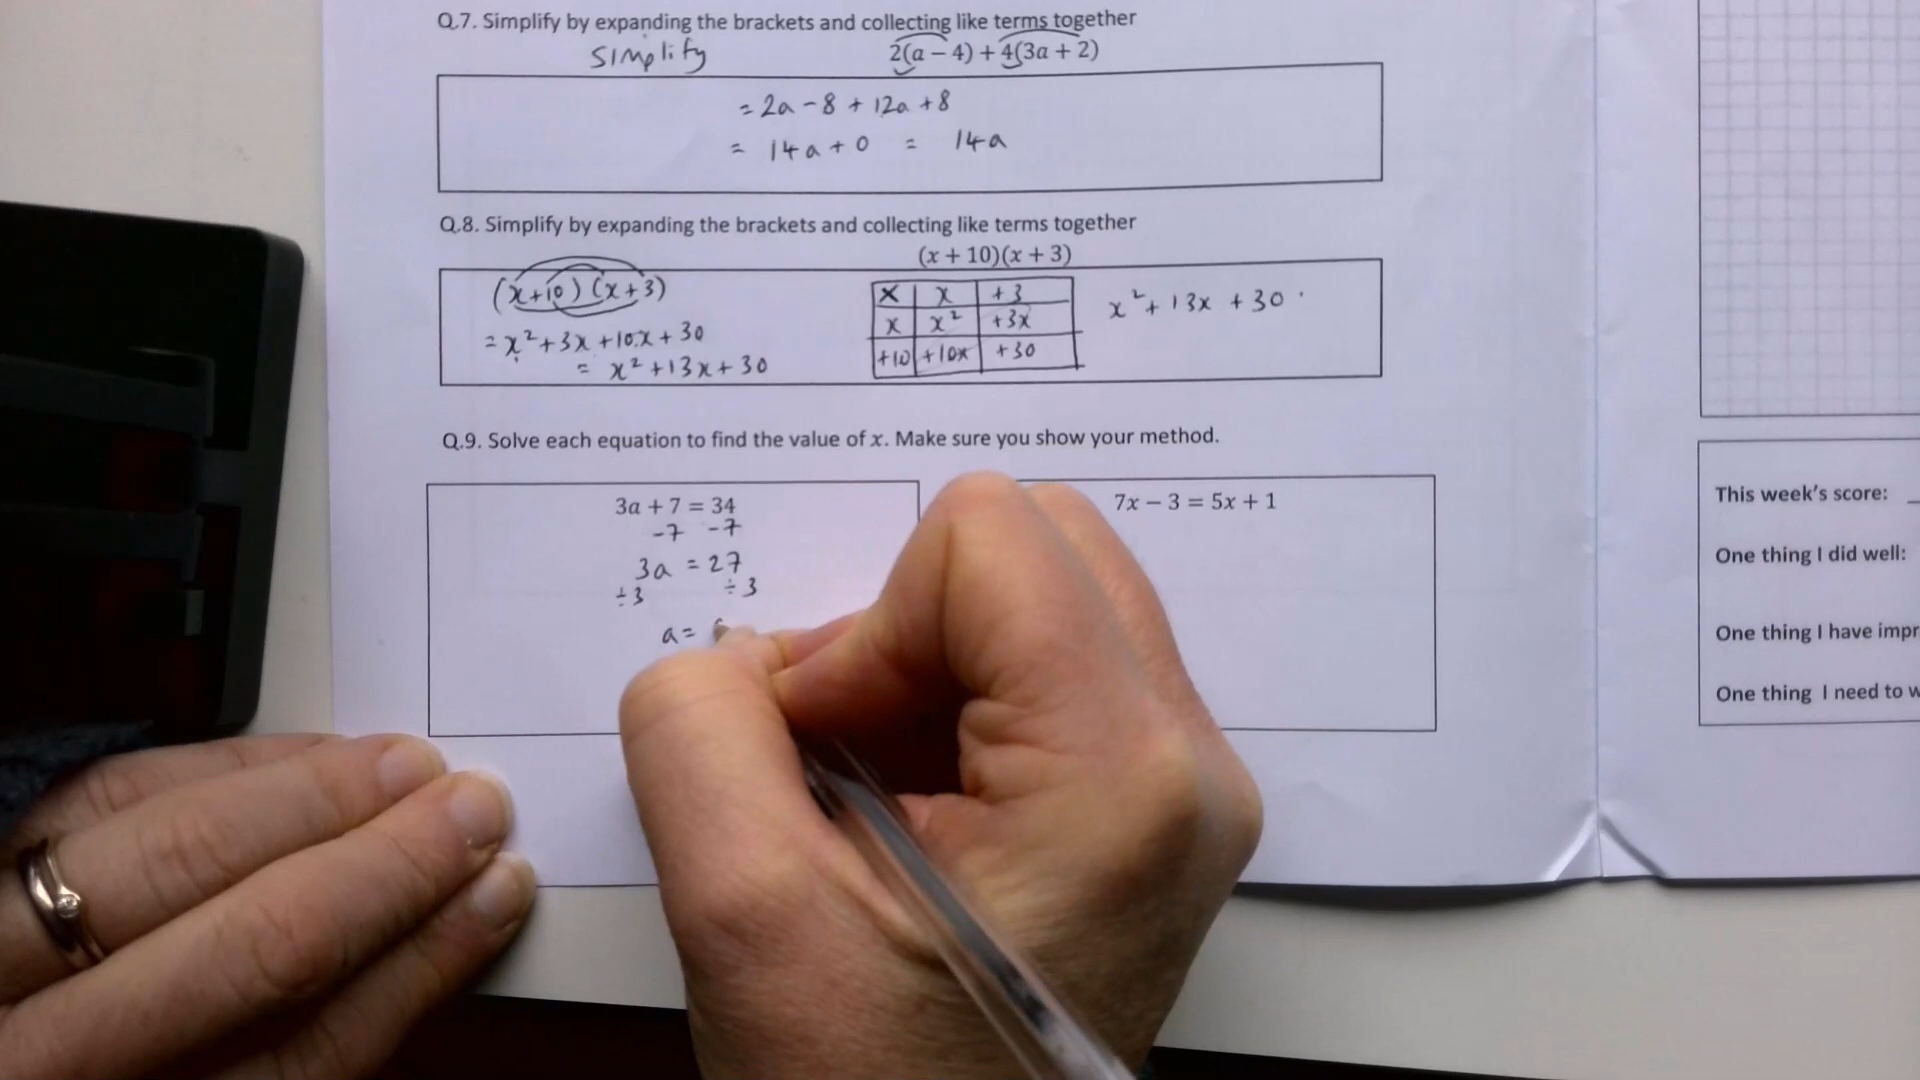 Q.7. Simplify by expanding the brackets and collecting like terms together
simplify
2(a − 4) + 4(3a + 2)
= 2a − 8 + 12a + 8
= 14a + 0 = 14a
Q.8. Simplify by expanding the brackets and collecting like terms together
(x + 10)(x + 3)
(x+10)(x+3)
= x² + 3x + 10x + 30
= x² + 13x + 30
× x +3
x x² +3x
+10 +10x +30
x² + 13x + 30
Q.9. Solve each equation to find the value of x. Make sure you show your method.
3a + 7 = 34
−7 −7
3a = 27
÷3 ÷3
a =
7x − 3 = 5x + 1
This week's score:
One thing I did well:
One thing I have impr
One thing I need to w